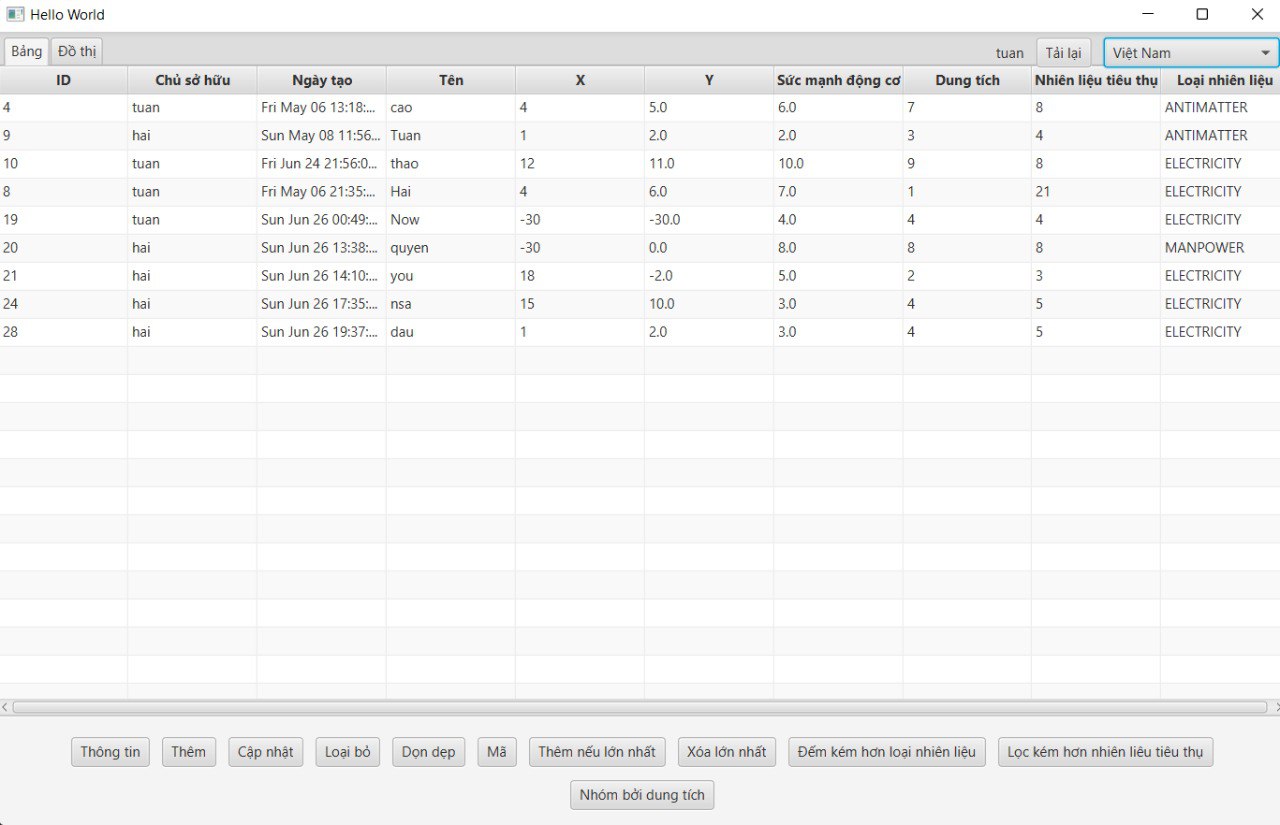 Hello World
Bảng Đồ thị tuan Tải lại Việt Nam
ID Chủ sở hữu Ngày tạo Tên X Y Sức mạnh động cơ Dung tích Nhiên liệu tiêu thụ Loại nhiên liệu
4 tuan Fri May 06 13:18:... cao 4 5.0 6.0 7 8 ANTIMATTER
9 hai Sun May 08 11:56... Tuan 1 2.0 2.0 3 4 ANTIMATTER
10 tuan Fri Jun 24 21:56:0... thao 12 11.0 10.0 9 8 ELECTRICITY
8 tuan Fri May 06 21:35:... Hai 4 6.0 7.0 1 21 ELECTRICITY
19 tuan Sun Jun 26 00:49:... Now -30 -30.0 4.0 4 4 ELECTRICITY
20 hai Sun Jun 26 13:38:... quyen -30 0.0 8.0 8 8 MANPOWER
21 hai Sun Jun 26 14:10:... you 18 -2.0 5.0 2 3 ELECTRICITY
24 hai Sun Jun 26 17:35:... nsa 15 10.0 3.0 4 5 ELECTRICITY
28 hai Sun Jun 26 19:37:... dau 1 2.0 3.0 4 5 ELECTRICITY
Thông tin Thêm Cập nhật Loại bỏ Dọn dẹp Mã Thêm nếu lớn nhất Xóa lớn nhất Đếm kém hơn loại nhiên liệu Lọc kém hơn nhiên liêu tiêu thụ
Nhóm bởi dung tích